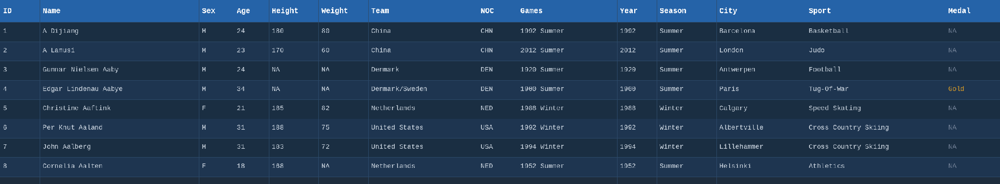 ID Name Sex Age Height Weight Team NOC Games Year Season City Sport Medal
1 A Dijiang M 24 180 80 China CHN 1992 Summer 1992 Summer Barcelona Basketball NA
2 A Lamusi M 23 170 60 China CHN 2012 Summer 2012 Summer London Judo NA
3 Gunnar Nielsen Aaby M 24 NA NA Denmark DEN 1920 Summer 1920 Summer Antwerpen Football NA
4 Edgar Lindenau Aabye M 34 NA NA Denmark/Sweden DEN 1900 Summer 1900 Summer Paris Tug-Of-War Gold
5 Christine Aaftink F 21 185 82 Netherlands NED 1988 Winter 1988 Winter Calgary Speed Skating NA
6 Per Knut Aaland M 31 188 75 United States USA 1992 Winter 1992 Winter Albertville Cross Country Skiing NA
7 John Aalberg M 31 183 72 United States USA 1994 Winter 1994 Winter Lillehammer Cross Country Skiing NA
8 Cornelia Aalten F 18 168 NA Netherlands NED 1952 Summer 1952 Summer Helsinki Athletics NA